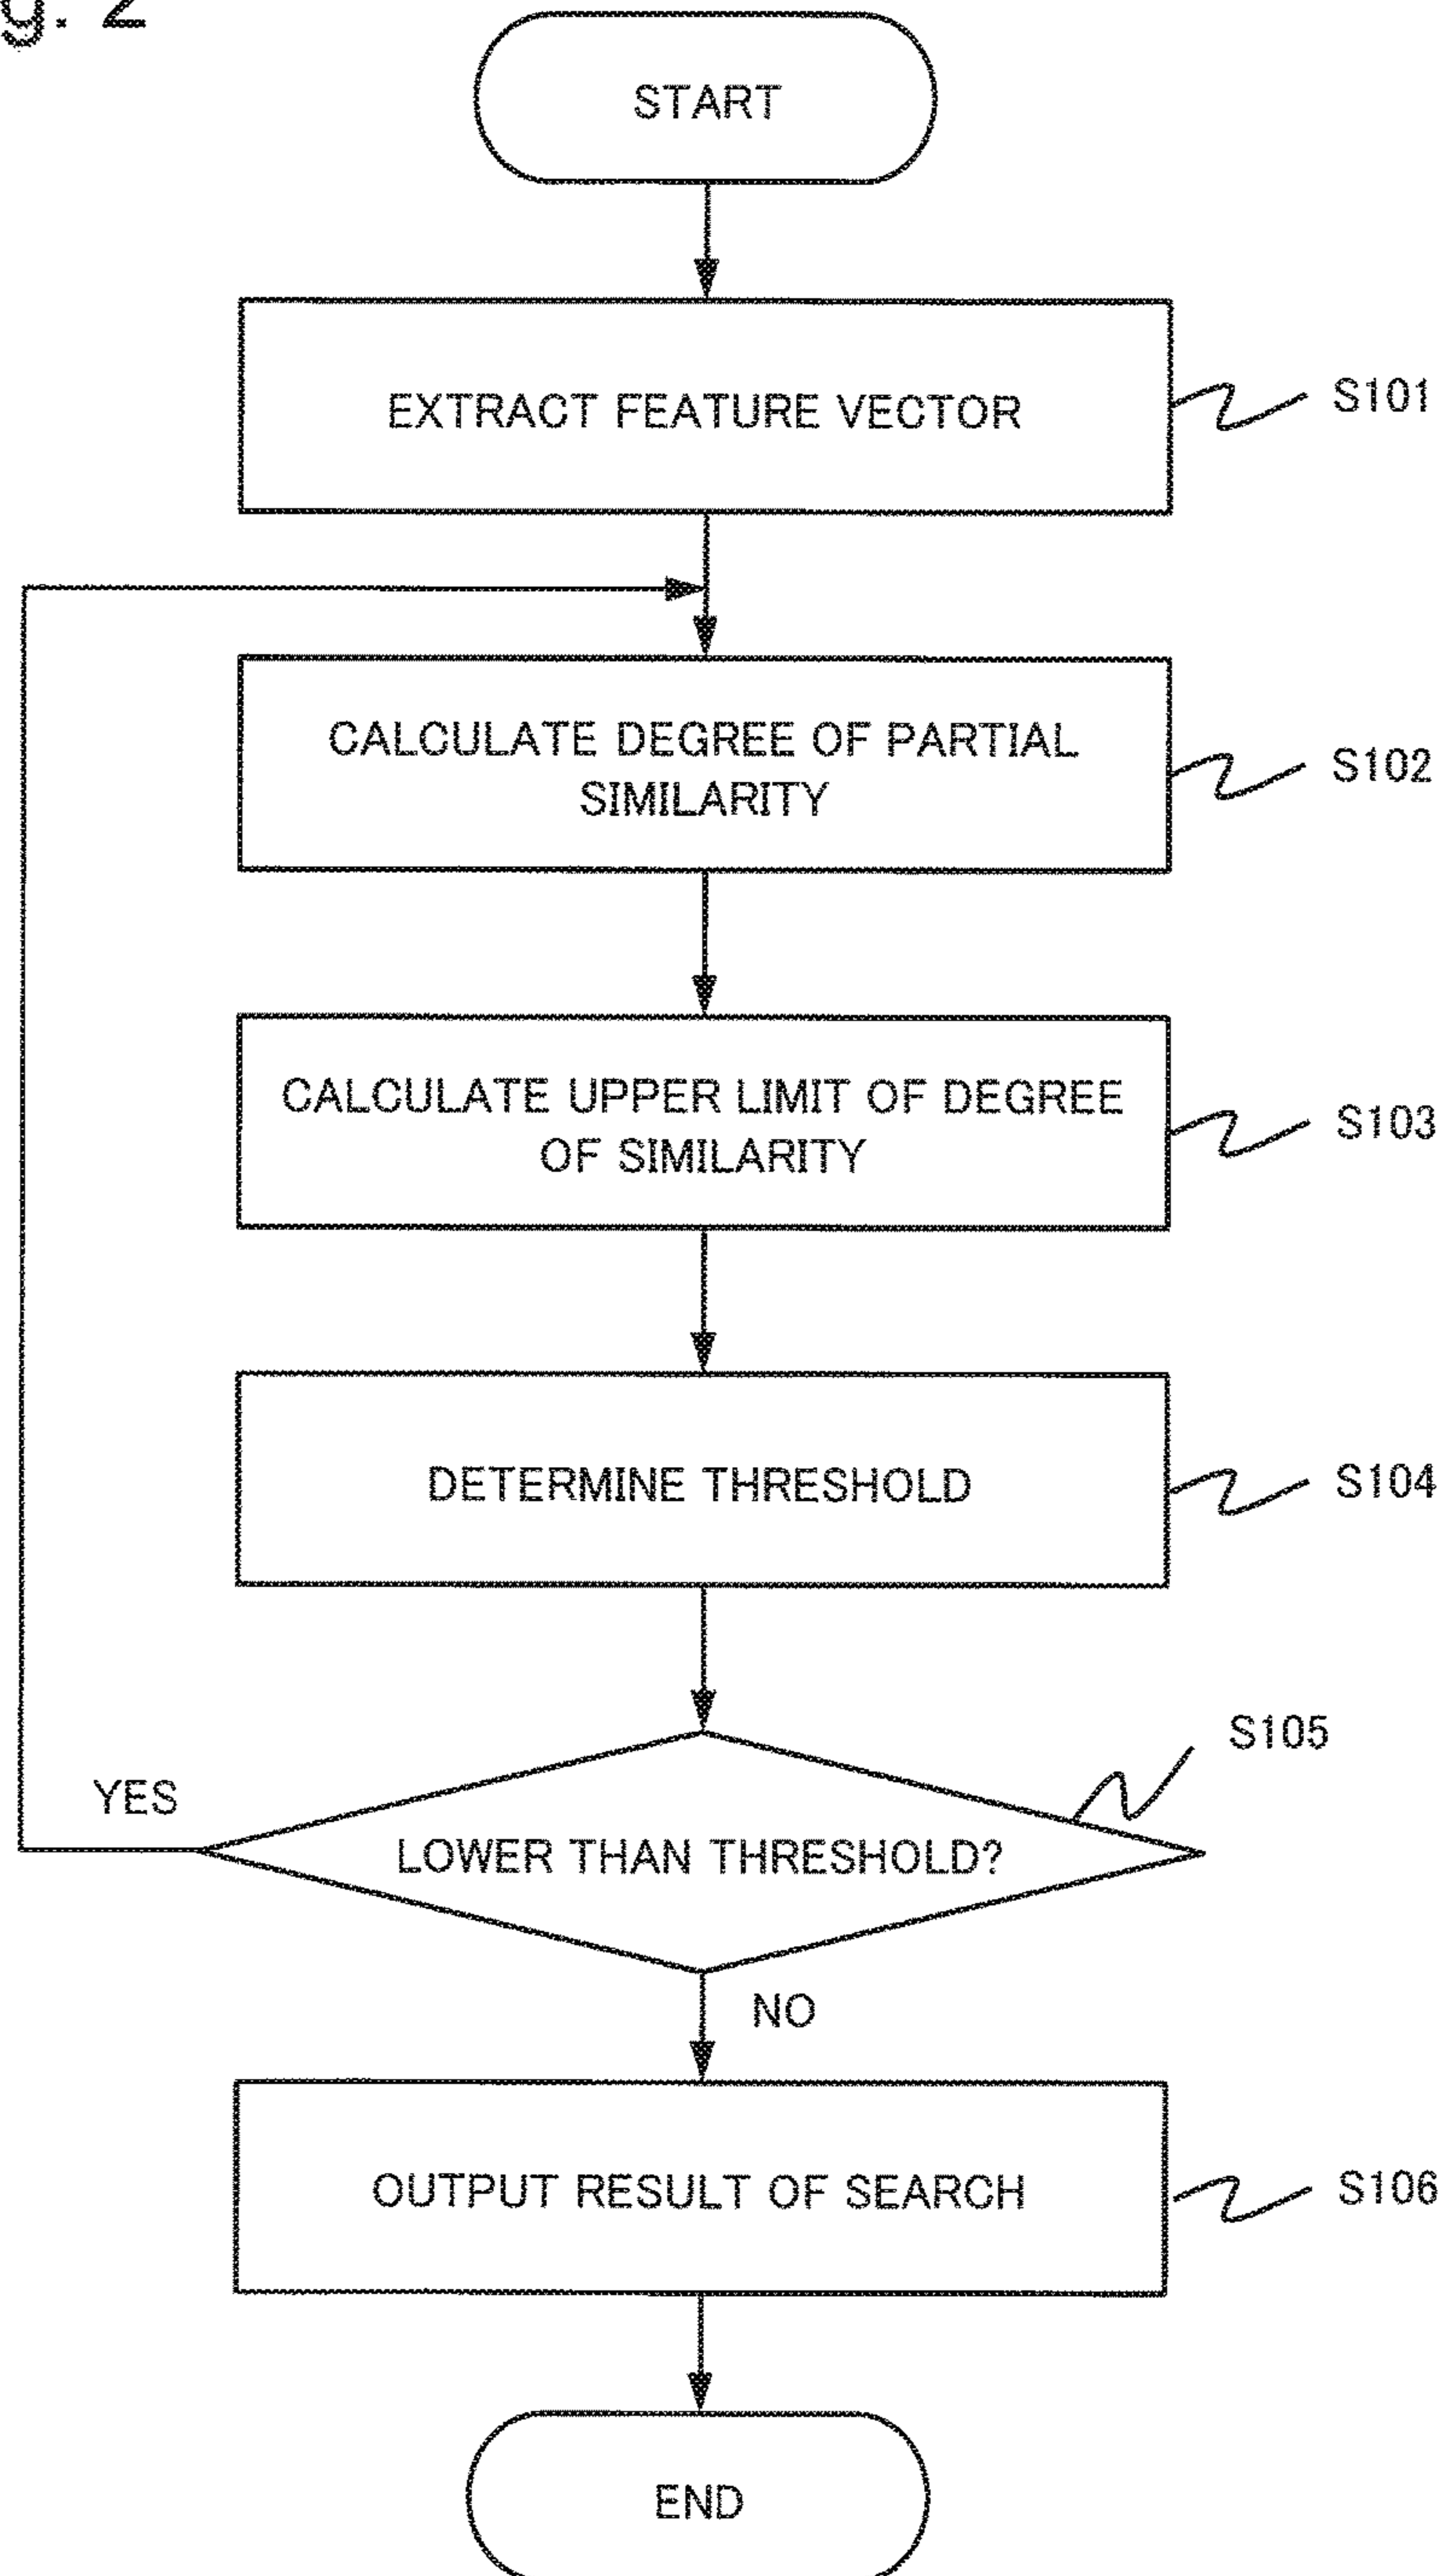 g. 2
START
EXTRACT FEATURE VECTOR
S101
CALCULATE DEGREE OF PARTIAL
SIMILARITY
S102
CALCULATE UPPER LIMIT OF DEGREE
OF SIMILARITY
S103
DETERMINE THRESHOLD
S104
S105
YES
LOWER THAN THRESHOLD?
NO
OUTPUT RESULT OF SEARCH
S106
END